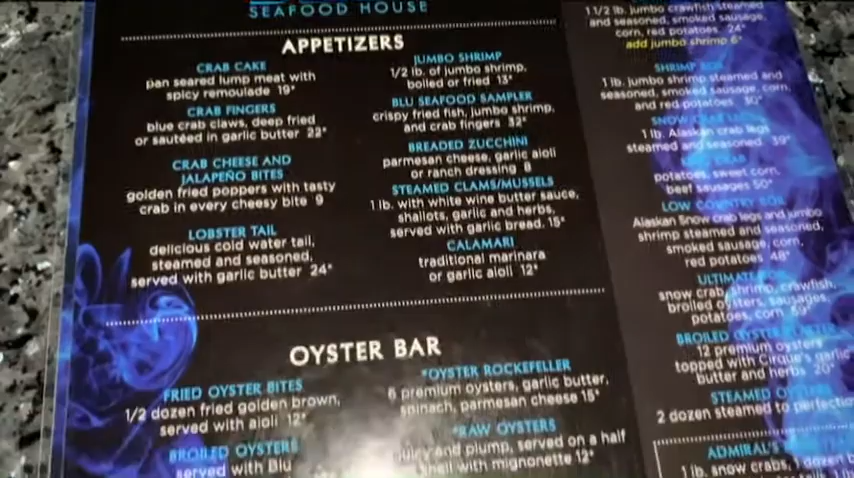 SEAFOOD HOUSE
APPETIZERS
CRAB CAKE
pan seared lump meat with
spicy remoulade 19*
CRAB FINGERS
blue crab claws, deep fried
or sautéed in garlic butter 22*
CRAB CHEESE AND
JALAPEÑO BITES
golden fried poppers with tasty
crab in every cheesy bite 9
LOBSTER TAIL
delicious cold water tail,
steamed and seasoned,
served with garlic butter 24*
JUMBO SHRIMP
1/2 lb. of jumbo shrimp,
boiled or fried 13*
BLU SEAFOOD SAMPLER
crispy fried fish, jumbo shrimp,
and crab fingers 32*
BREADED ZUCCHINI
parmesan cheese, garlic aioli
or ranch dressing 8
STEAMED CLAMS/MUSSELS
1 lb. with white wine butter sauce,
shallots, garlic and herbs,
served with garlic bread. 15*
CALAMARI
traditional marinara
or garlic aioli 12*
OYSTER BAR
FRIED OYSTER BITES
1/2 dozen fried golden brown,
served with aioli 12*
BROILED OYSTERS
served with Blu
*OYSTER ROCKEFELLER
6 premium oysters, garlic butter,
spinach, parmesan cheese 15*
*RAW OYSTERS
juicy and plump, served on a half
shell with mignonette 12*
1 1/2 lb. jumbo crawfish steamed
and seasoned, smoked sausage,
corn, red potatoes 24*
add jumbo shrimp 6*
SHRIMP BOIL
1 lb. jumbo shrimp steamed and
seasoned, smoked sausage, corn,
and red potatoes 30*
SNOW CRAB LEGS
1 lb. Alaskan crab legs
steamed and seasoned 39*
CRAB
potatoes, sweet corn,
beef sausages 50*
LOW COUNTRY BOIL
Alaskan Snow crab legs and jumbo
shrimp steamed and seasoned,
smoked sausage, corn,
red potatoes 48*
ULTIMATE BOIL
snow crab, shrimp, crawfish,
broiled oysters, sausages,
potatoes, corn 59*
BROILED OYSTER
12 premium oysters
topped with Cirque's garlic
butter and herbs 20*
STEAMED
2 dozen steamed to perfection
ADMIRAL'S
1 lb. snow crabs, 1 dozen